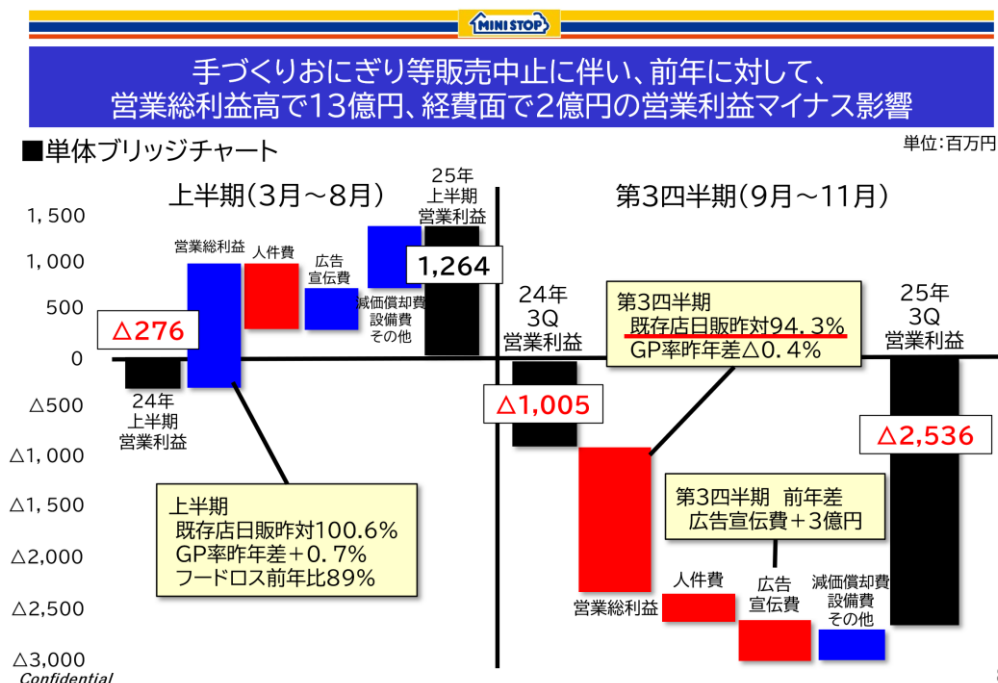 MINISTOP
手づくりおにぎり等販売中止に伴い、前年に対して、
営業総利益高で13億円、経費面で2億円の営業利益マイナス影響
■単体ブリッジチャート
単位:百万円
上半期(3月～8月)
1,500
1,000
500
0
△500
△1,000
△1,500
△2,000
△2,500
△3,000
△276
24年
上半期
営業利益
営業総利益
人件費
広告
宣伝費
減価償却費
設備費
その他
25年
上半期
営業利益
1,264
上半期
既存店日販昨対100.6%
GP率昨年差+0.7%
フードロス前年比89%
第3四半期(9月～11月)
24年
3Q
営業利益
△1,005
第3四半期
既存店日販昨対94.3%
GP率昨年差△0.4%
営業総利益
人件費
第3四半期 前年差
広告宣伝費+3億円
広告
宣伝費
減価償却費
設備費
その他
25年
3Q
営業利益
△2,536
Confidential